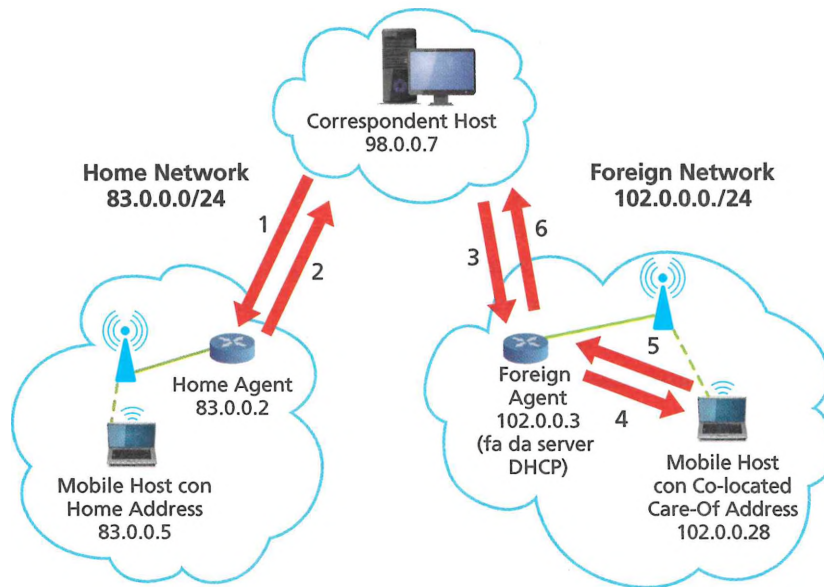 Correspondent Host
98.0.0.7
Home Network
83.0.0.0/24
Foreign Network
102.0.0.0./24
1
2
3
6
Home Agent
83.0.0.2
Mobile Host con
Home Address
83.0.0.5
5
4
Foreign
Agent
102.0.0.3
(fa da server
DHCP)
Mobile Host
con Co-located
Care-Of Address
102.0.0.28